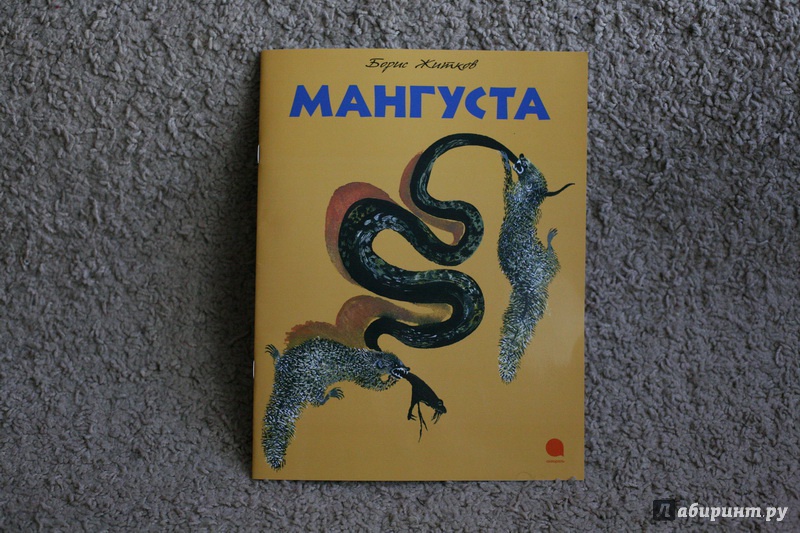 Борис Житков
МАНГУСТА
Лабиринт.ру